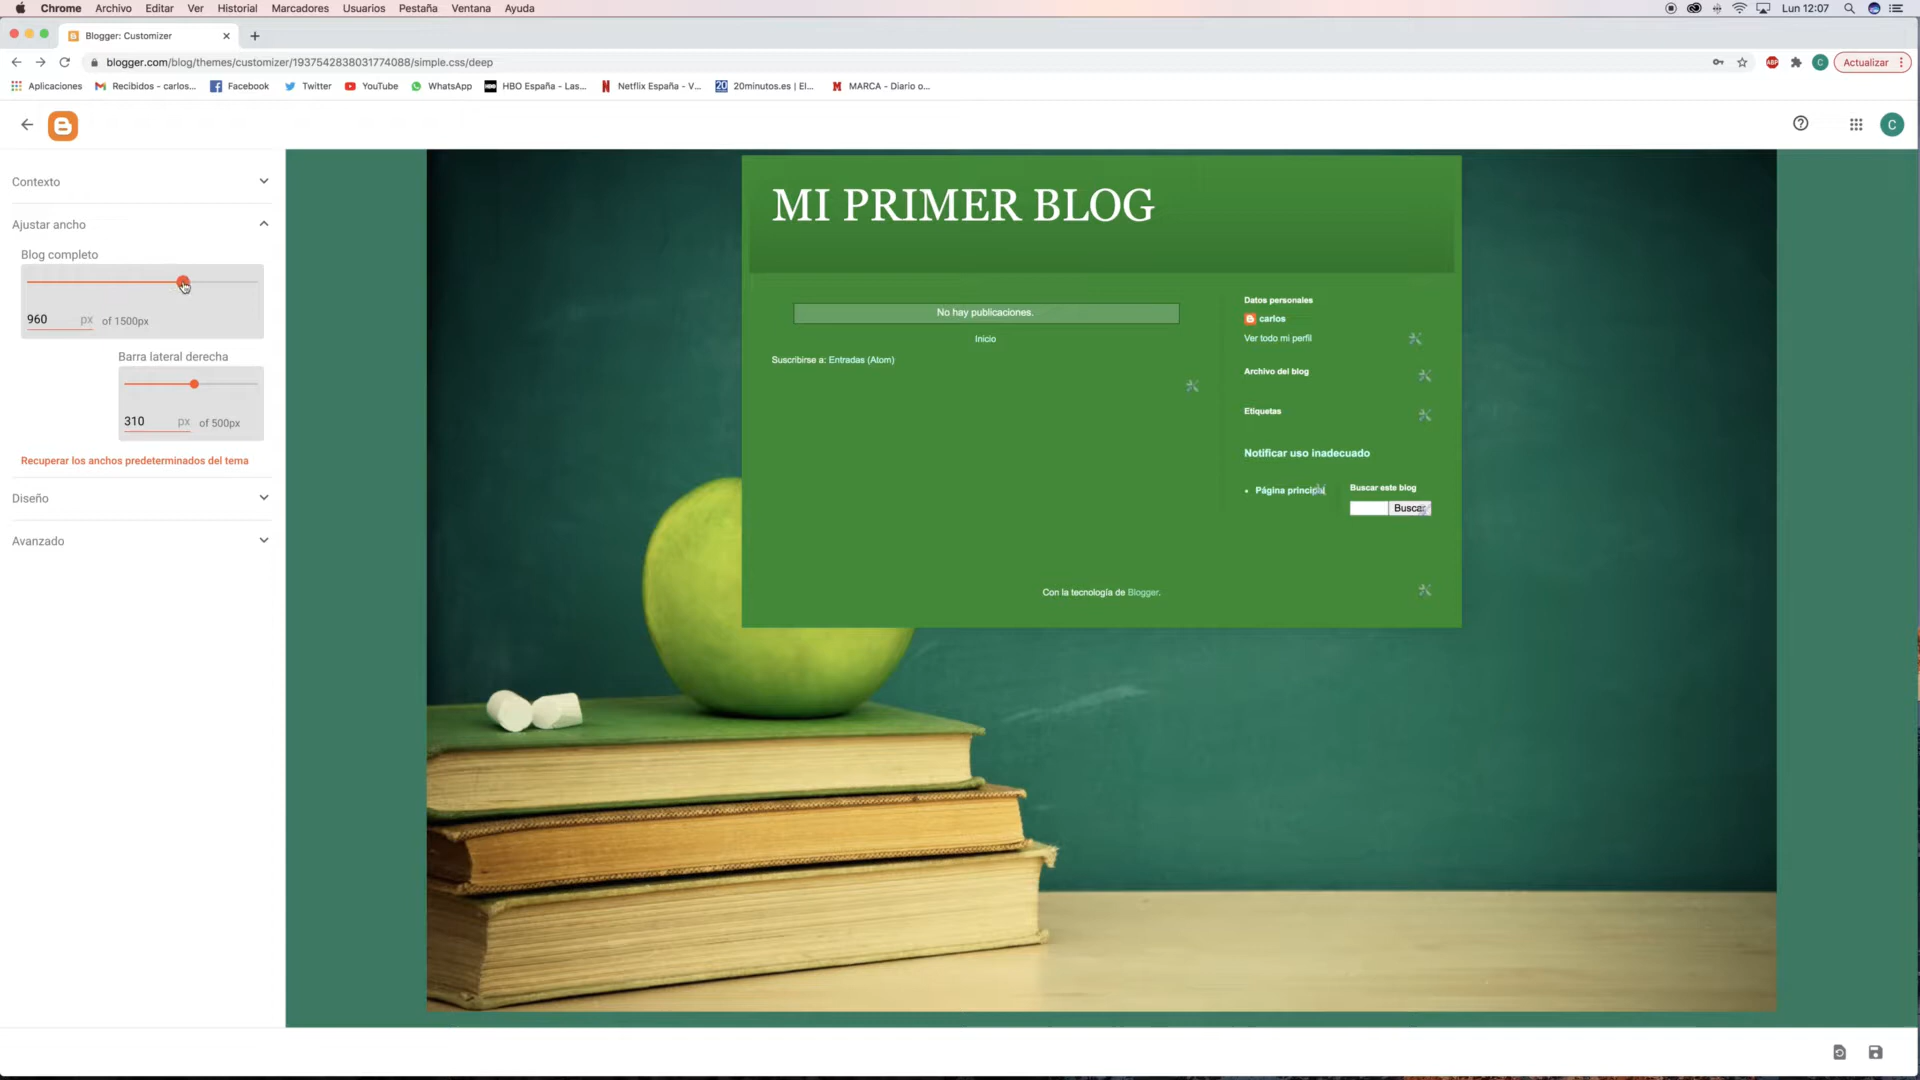 Chrome Archivo Editar Ver Historial Marcadores Usuarios Pestaña Ventana Ayuda
Lun 12:07
Blogger: Customizer
blogger.com/blog/themes/customizer/1937542838031774088/simple.css/deep
ABP
C
Actualizar
Aplicaciones
Recibidos - carlos...
Facebook
Twitter
YouTube
WhatsApp
HBO España - Las...
Netflix España - V...
20minutos.es | El...
MARCA - Diario o...
C
Contexto
Ajustar ancho
Blog completo
960 px of 1500px
Barra lateral derecha
310 px of 500px
Recuperar los anchos predeterminados del tema
Diseño
Avanzado
MI PRIMER BLOG
No hay publicaciones.
Inicio
Suscribirse a: Entradas (Atom)
Datos personales
carlos
Ver todo mi perfil
Archivo del blog
Etiquetas
Notificar uso inadecuado
Página principal
Buscar este blog
Buscar
Con la tecnología de Blogger.